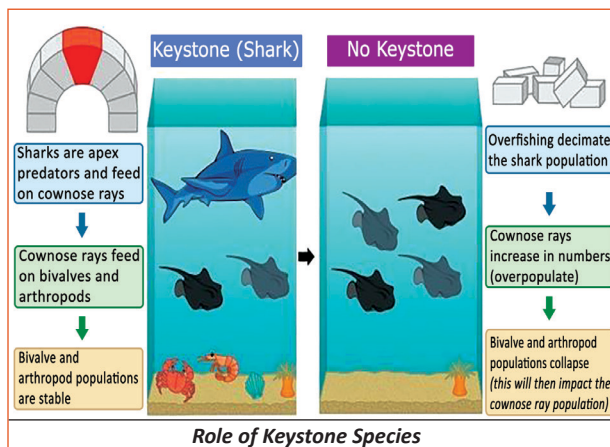 Keystone (Shark)
No Keystone
Sharks are apex
predators and feed
on cownose rays
Cownose rays feed
on bivalves and
arthropods
Bivalve and
arthropod populations
are stable
Overfishing decimate
the shark population
Cownose rays
increase in numbers
(overpopulate)
Bivalve and arthropod
populations collapse
(this will then impact the
cownose ray population)
Role of Keystone Species